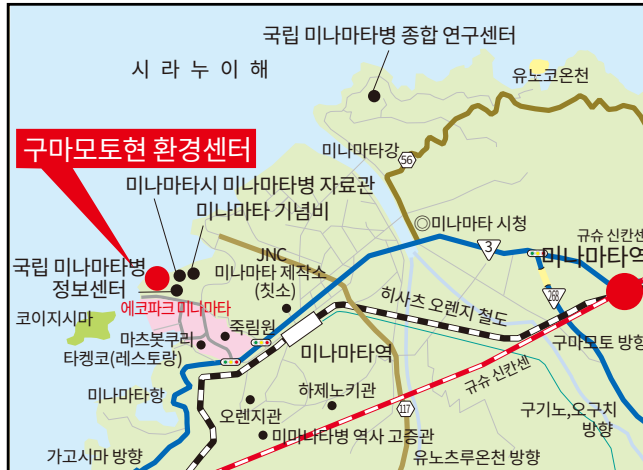 국립 미나마타병 종합 연구센터
시 라 누 이 해
유노코온천
구마모토현 환경센터
미나마타강
56
미나마타시 미나마타병 자료관
미나마타 기념비
◎미나마타 시청
3
규슈 신칸센
미나마타역
JNC
미나마타 제작소
(칫소)
국립 미나마타병
정보센터
268
에코파크 미나마타
히사츠 오렌지 철도
코이지시마
죽림원
마츠봇쿠리
타켕코(레스토랑)
미나마타역
구마모토 방향
규슈 신칸센
미나마타항
하제노키관
오렌지관
117
구기노,오구치
방향
미미나타병 역사 고증관
가고시마 방향
유노츠루온천 방향